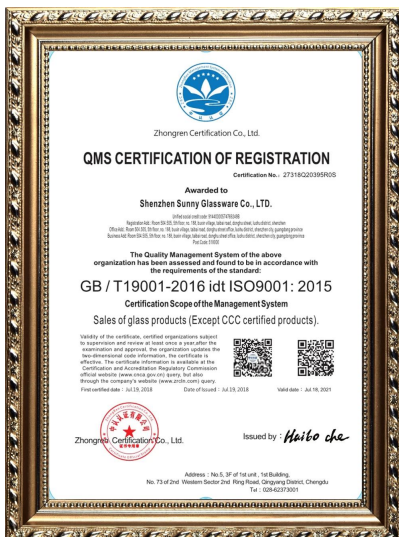 Zhongren Certification Co., Ltd.
QMS CERTIFICATION OF REGISTRATION
Certification No.: 27318Q20395R0S
Awarded to
Shenzhen Sunny Glassware Co., LTD.
The Quality Management System of the above
organization has been assessed and found to be in accordance with
the requirements of the standard:
GB / T19001-2016 idt ISO9001: 2015
Certification Scope of the Management System
Sales of glass products (Except CCC certified products).
Validity of the certificate, certified organizations subject
to supervision and review at least once a year,after the
examination and approval, the organization updates the
two-dimensional code information, the certificate is
effective. The certificate information is available at the
Certification and Accreditation Regulatory Commission
official website (www.cnca.gov.cn) query, but also
through the company's website (www.zrcln.com) query.
First certified date : Jul.19, 2018 Date of Issued : Jul.19, 2018 Valid date : Jul.18, 2021
Zhongren Certification Co., Ltd.
Issued by : Haibo che
Address : No.5, 3F of 1st unit , 1st Building,
No. 73 of 2nd Western Sector 2nd Ring Road, Qingyang District, Chengdu
Tel : 028-62373001